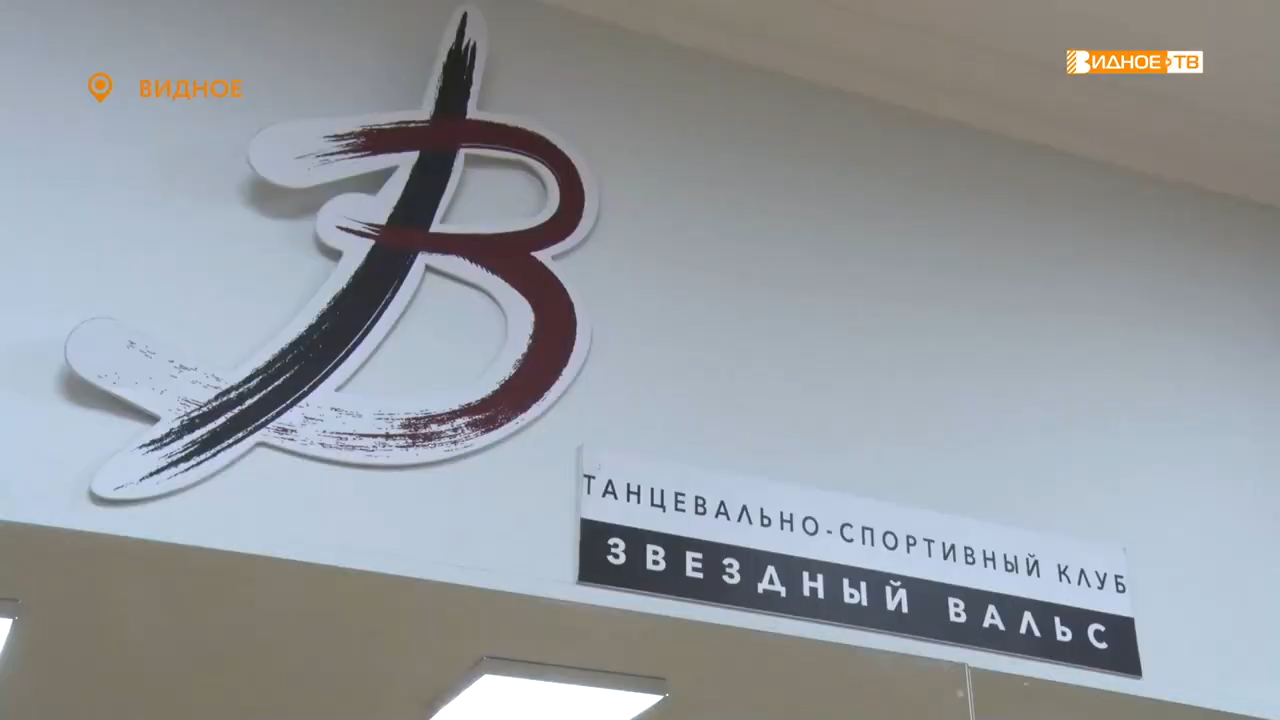 ВИДНОЕ
ВИДНОЕ ТВ
В
ТАНЦЕВАЛЬНО-СПОРТИВНЫЙ КЛУБ
ЗВЕЗДНЫЙ ВАЛЬС